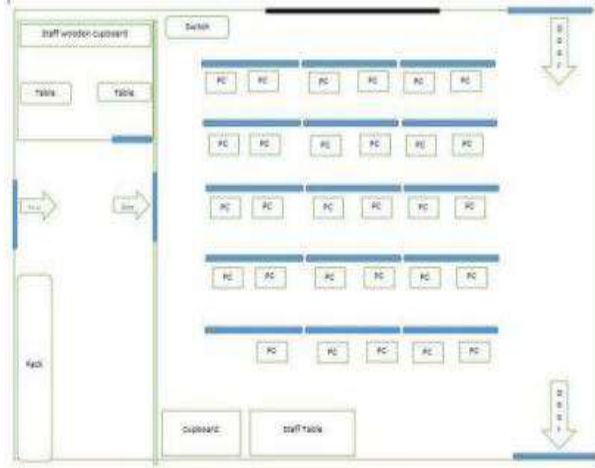 Staff wooden cupboard
Switch
Table Table
PC PC PC PC PC PC
PC PC PC PC PC PC
PC PC PC PC PC PC
PC PC PC PC PC PC
PC PC PC PC PC
Rack
Cupboard
Staff Table